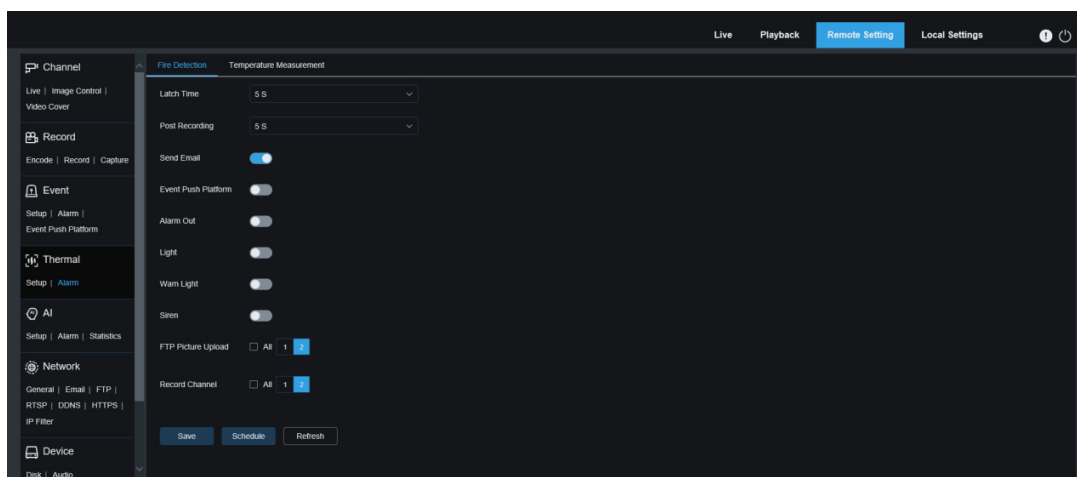 Live Playback Remote Setting Local Settings
Channel
Live | Image Control |
Video Cover
Record
Encode | Record | Capture
Event
Setup | Alarm |
Event Push Platform
Thermal
Setup | Alarm
AI
Setup | Alarm | Statistics
Network
General | Email | FTP |
RTSP | DDNS | HTTPS |
IP Filter
Device
Disk | Audio
Fire Detection Temperature Measurement
Latch Time 5 S
Post Recording 5 S
Send Email
Event Push Platform
Alarm Out
Light
Warn Light
Siren
FTP Picture Upload All 1 2
Record Channel All 1 2
Save Schedule Refresh